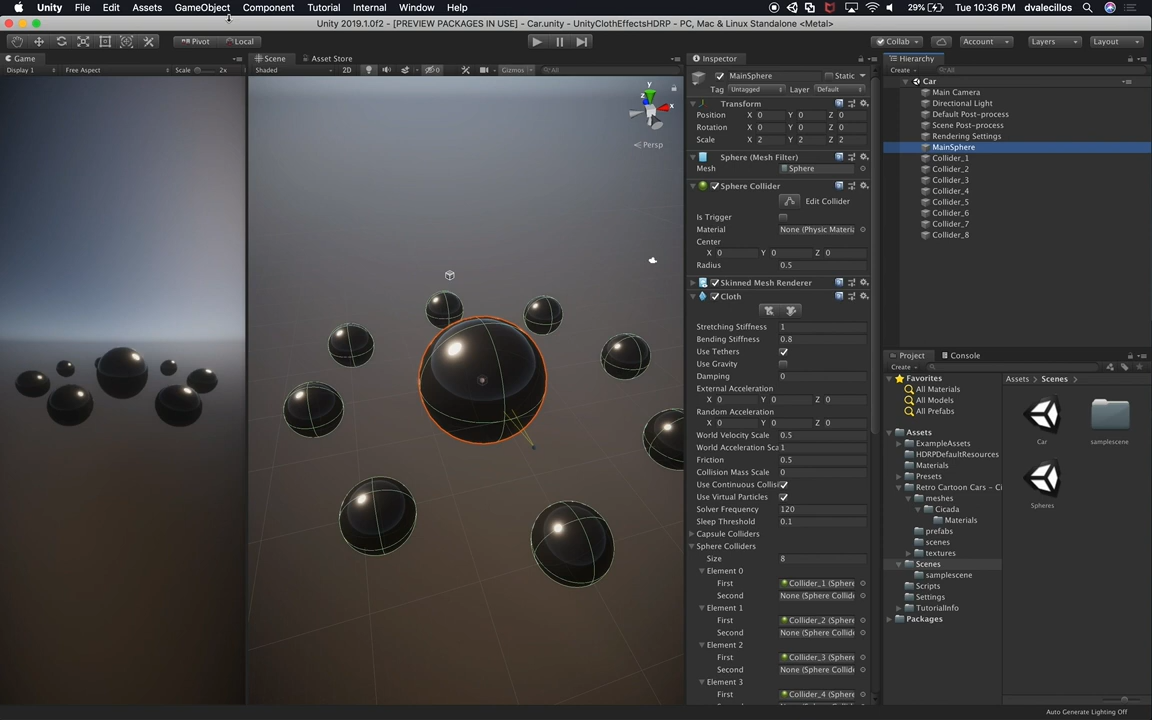 Unity File Edit Assets GameObject Component Tutorial Internal Window Help 29% Tue 10:36 PM dvalecillos
Unity 2019.1.0f2 - [PREVIEW PACKAGES IN USE] - Car.unity - UnityClothEffectsHDRP - PC, Mac & Linux Standalone <Metal>
Pivot Local Collab Account Layers Layout
Game
Display 1 Free Aspect Scale 2x
Scene Asset Store
Shaded 2D 0 Gizmos All
y
x
z
Persp
Inspector
MainSphere Static
Tag Untagged Layer Default
Transform
Position X 0 Y 0 Z 0
Rotation X 0 Y 0 Z 0
Scale X 2 Y 2 Z 2
Sphere (Mesh Filter)
Mesh Sphere
Sphere Collider
Edit Collider
Is Trigger
Material None (Physic Materia
Center
X 0 Y 0 Z 0
Radius 0.5
Skinned Mesh Renderer
Cloth
Stretching Stiffness 1
Bending Stiffness 0.8
Use Tethers
Use Gravity
Damping 0
External Acceleration
X 0 Y 0 Z 0
Random Acceleration
X 0 Y 0 Z 0
World Velocity Scale 0.5
World Acceleration Sca 1
Friction 0.5
Collision Mass Scale 0
Use Continuous Collis
Use Virtual Particles
Solver Frequency 120
Sleep Threshold 0.1
Capsule Colliders
Sphere Colliders
Size 8
Element 0
First Collider_1 (Sphere
Second None (Sphere Collide
Element 1
First Collider_2 (Sphere
Second None (Sphere Collide
Element 2
First Collider_3 (Sphere
Second None (Sphere Collide
Element 3
First Collider_4 (Sphere
Hierarchy
Create All
Car
Main Camera
Directional Light
Default Post-process
Scene Post-process
Rendering Settings
MainSphere
Collider_1
Collider_2
Collider_3
Collider_4
Collider_5
Collider_6
Collider_7
Collider_8
Project Console
Create
Favorites
All Materials
All Models
All Prefabs
Assets
ExampleAssets
HDRPDefaultResources
Materials
Presets
Retro Cartoon Cars - Ci
meshes
Cicada
Materials
prefabs
scenes
textures
Scenes
samplescene
Scripts
Settings
TutorialInfo
Packages
Assets Scenes
Car samplescene
Spheres
Auto Generate Lighting Off